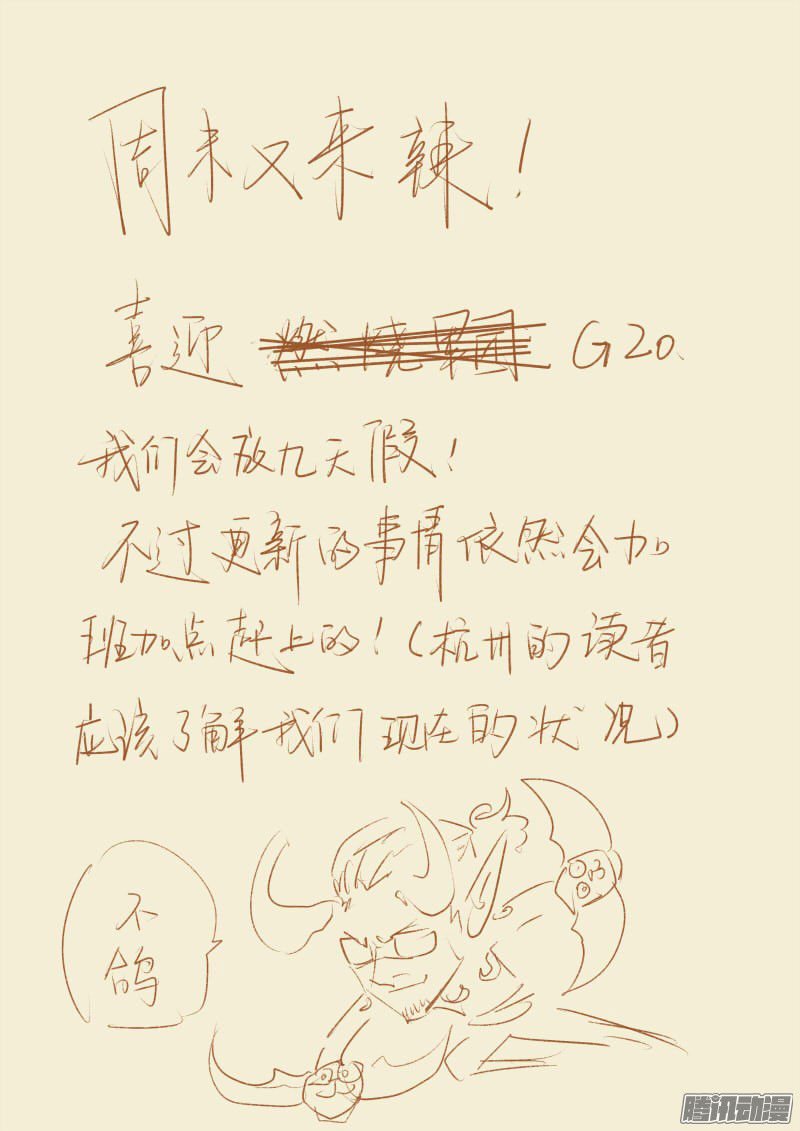 周末又来辣！
喜迎 燃烧军团 G20、
我们会放九天假！
不过更新的事情依然会加
班加点赶上的！（杭州的读者
应该了解我们现在的状况）
不
鸽
腾讯动漫